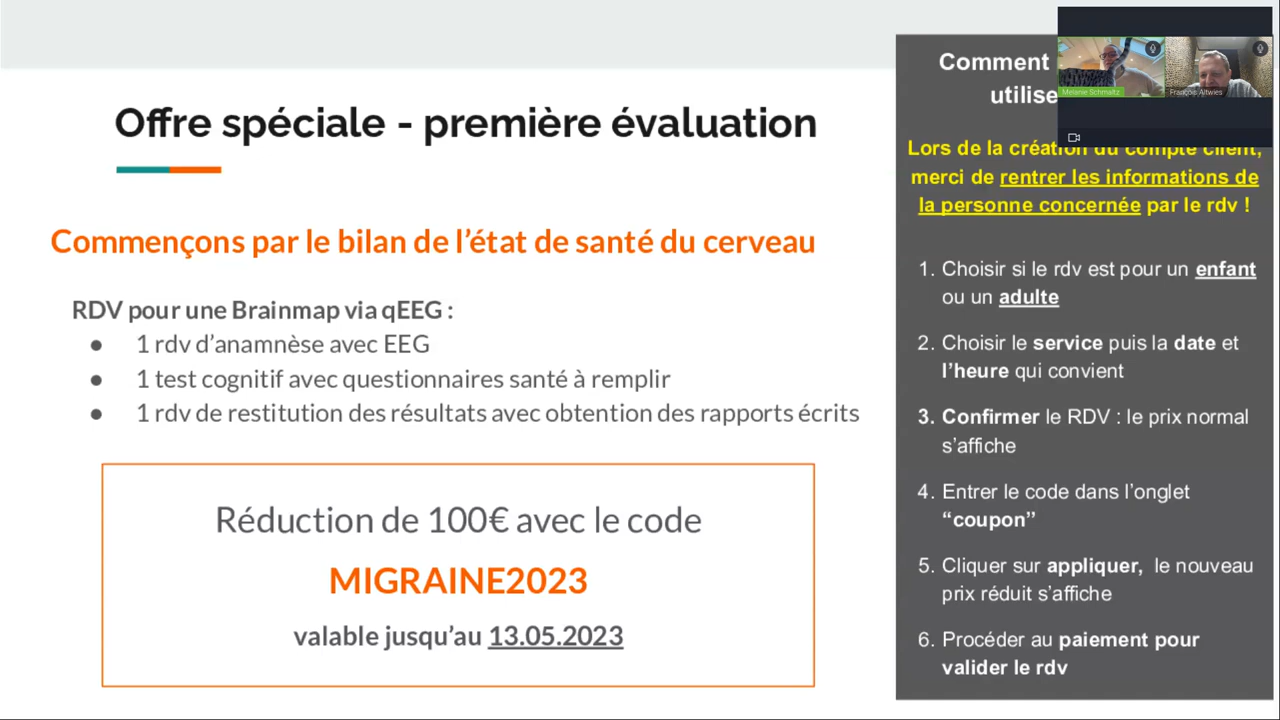 Offre spéciale - première évaluation
Commençons par le bilan de l’état de santé du cerveau
RDV pour une Brainmap via qEEG :
● 1 rdv d’anamnèse avec EEG
● 1 test cognitif avec questionnaires santé à remplir
● 1 rdv de restitution des résultats avec obtention des rapports écrits
Réduction de 100€ avec le code
MIGRAINE2023
valable jusqu’au 13.05.2023
Comment
utilise
Lors de la création du compte client,
merci de rentrer les informations de
la personne concernée par le rdv !
1. Choisir si le rdv est pour un enfant
ou un adulte
2. Choisir le service puis la date et
l’heure qui convient
3. Confirmer le RDV : le prix normal
s’affiche
4. Entrer le code dans l’onglet
“coupon”
5. Cliquer sur appliquer, le nouveau
prix réduit s’affiche
6. Procéder au paiement pour
valider le rdv
Melanie Schmaltz
François Altwies